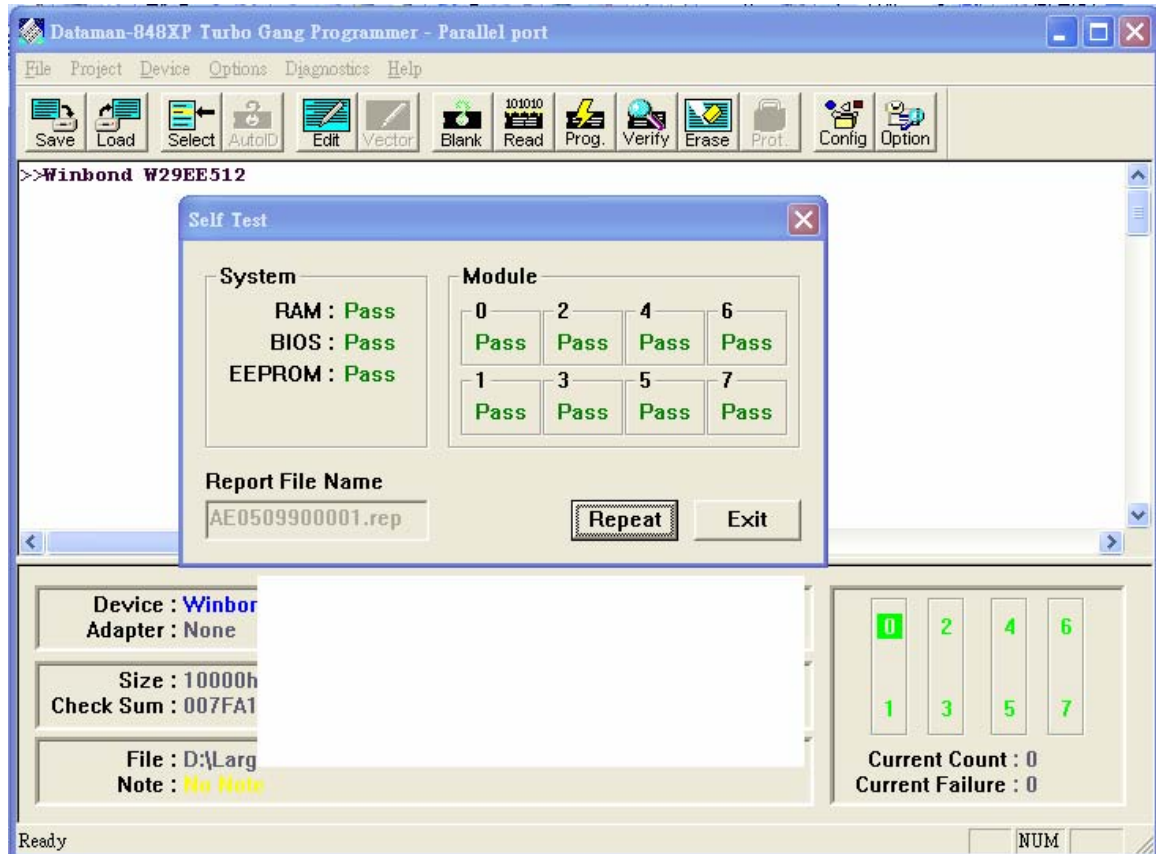 Dataman-848XP Turbo Gang Programmer - Parallel port
File Project Device Options Diagnostics Help
Save Load Select AutoID Edit Vector Blank Read Prog. Verify Erase Prot. Config Option
>>Winbond W29EE512
Self Test
System
RAM : Pass
BIOS : Pass
EEPROM : Pass
Module
0 2 4 6
Pass Pass Pass Pass
1 3 5 7
Pass Pass Pass Pass
Report File Name
AE0509900001.rep
Repeat Exit
Device : Winbon
Adapter : None
Size : 10000h
Check Sum : 007FA1
File : D:\Larg
Note : No Note
0 2 4 6
1 3 5 7
Current Count : 0
Current Failure : 0
Ready NUM